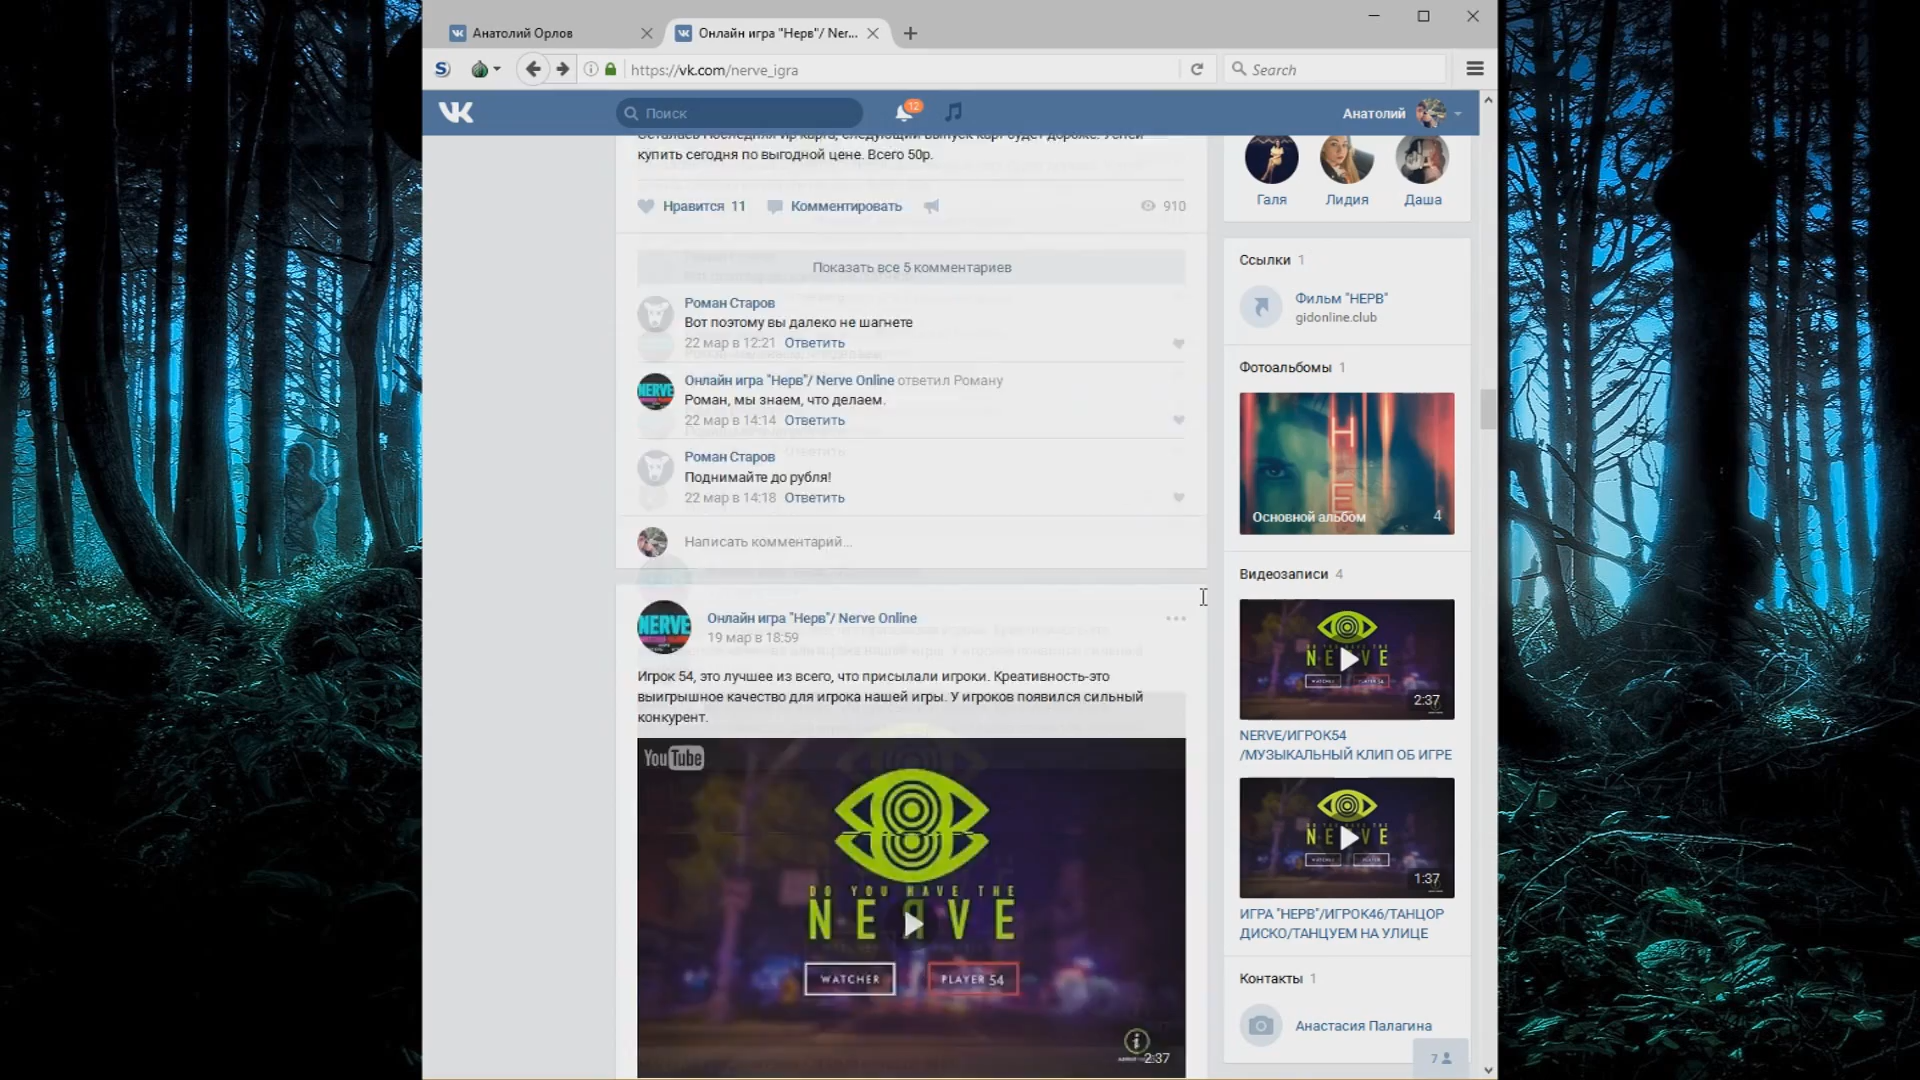 Анатолий Орлов
Онлайн игра "Нерв"/ Ner...
https://vk.com/nerve_igra
Search
Поиск
12
Анатолий
купить сегодня по выгодной цене. Всего 50р.
Нравится 11
Комментировать
910
Показать все 5 комментариев
Роман Старов
Вот поэтому вы далеко не шагнете
22 мар в 12:21 Ответить
Онлайн игра "Нерв"/ Nerve Online ответил Роману
Роман, мы знаем, что делаем.
22 мар в 14:14 Ответить
Роман Старов
Поднимайте до рубля!
22 мар в 14:18 Ответить
Написать комментарий...
NERVE
Онлайн игра "Нерв"/ Nerve Online
19 мар в 18:59
Игрок 54, это лучшее из всего, что присылали игроки. Креативность-это
выигрышное качество для игрока нашей игры. У игроков появился сильный
конкурент.
YouTube
DO YOU HAVE THE
NERVE
WATCHER
PLAYER 54
2:37
Галя
Лидия
Даша
Ссылки 1
Фильм "НЕРВ"
gidonline.club
Фотоальбомы 1
Н
Е
Основной альбом
4
Видеозаписи 4
NERVE
2:37
NERVE/ИГРОК54
/МУЗЫКАЛЬНЫЙ КЛИП ОБ ИГРЕ
NERVE
1:37
ИГРА "НЕРВ"/ИГРОК46/ТАНЦОР
ДИСКО/ТАНЦУЕМ НА УЛИЦЕ
Контакты 1
Анастасия Палагина
7